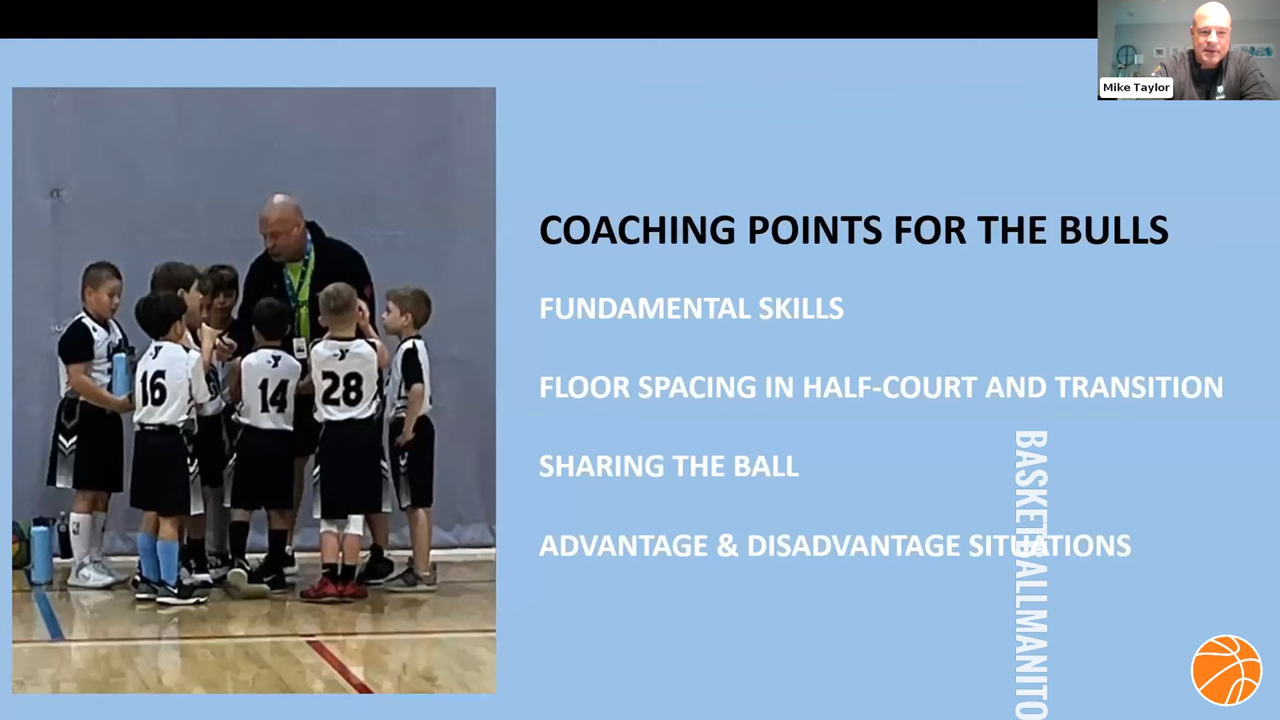 Mike Taylor
COACHING POINTS FOR THE BULLS
FUNDAMENTAL SKILLS
FLOOR SPACING IN HALF-COURT AND TRANSITION
SHARING THE BALL
ADVANTAGE & DISADVANTAGE SITUATIONS
BASKETBALLMANITO
16
14
28